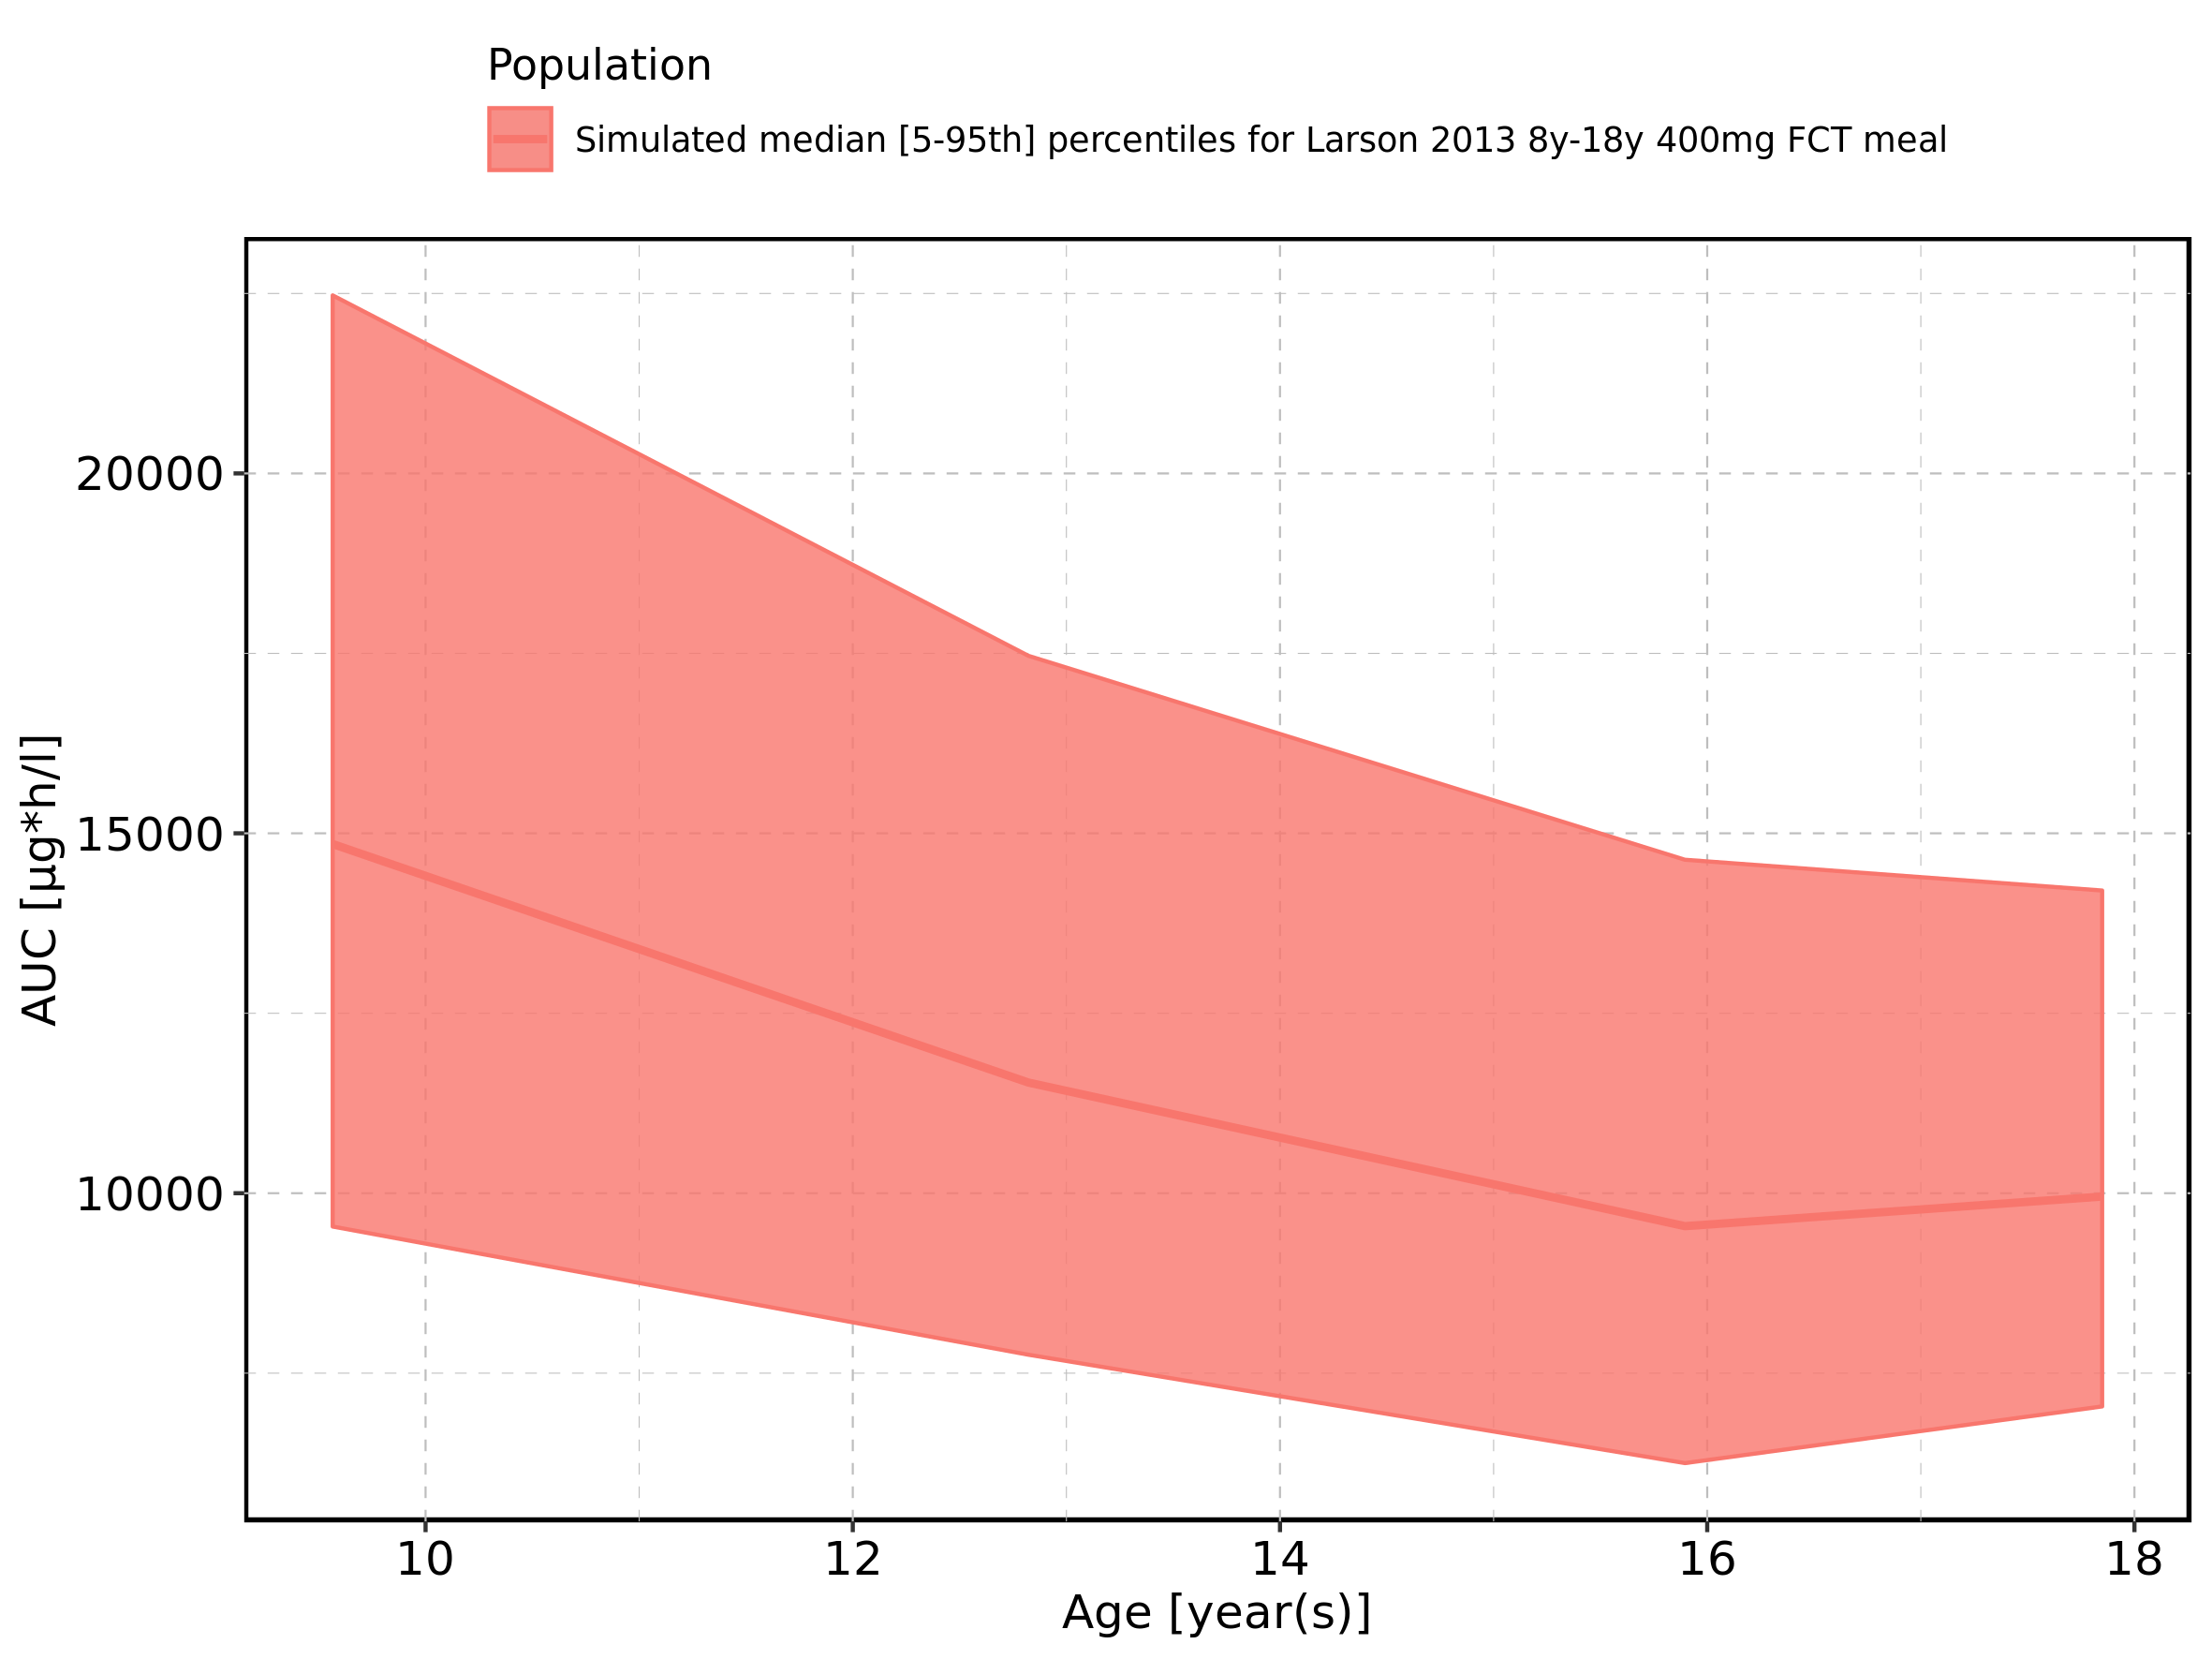 Population
Simulated median [5-95th] percentiles for Larson 2013 8y-18y 400mg FCT meal
AUC [µg*h/l]
20000
15000
10000
10 12 14 16 18
Age [year(s)]